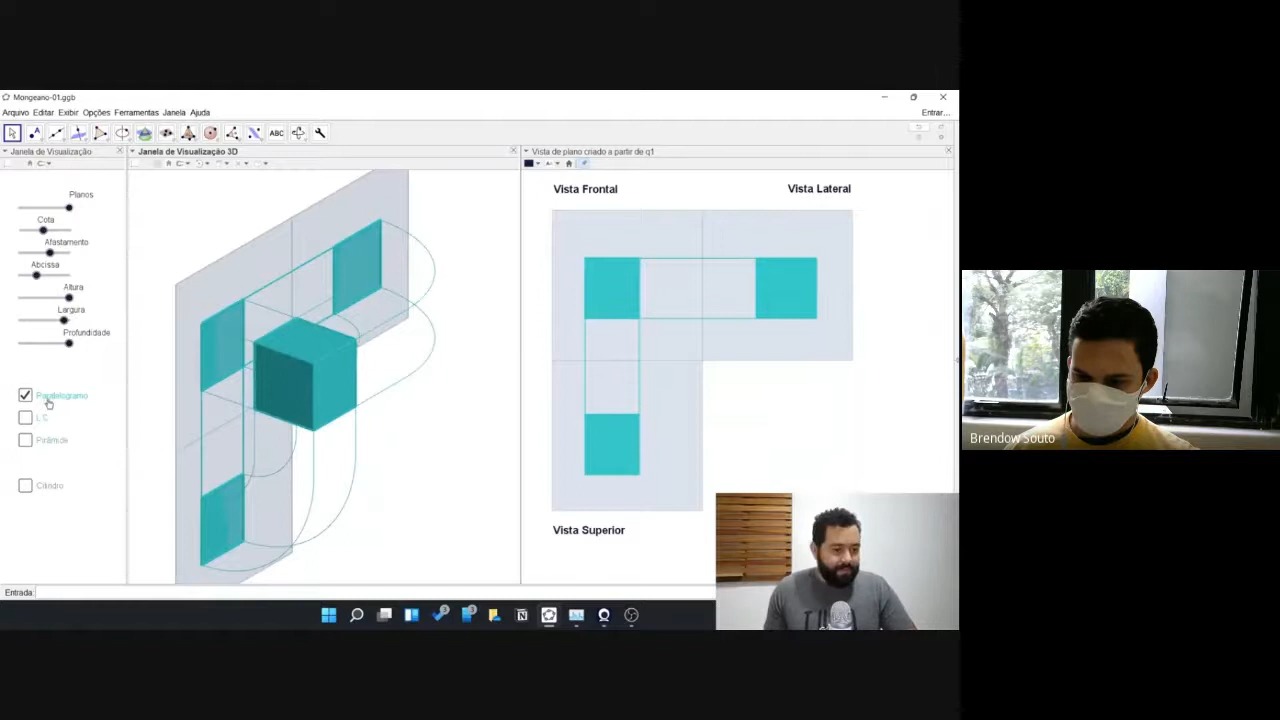 Mongeano-01.ggb
Arquivo Editar Exibir Opções Ferramentas Janela Ajuda
Entrar...
ABC
Janela de Visualização
Janela de Visualização 3D
Vista de plano criado a partir de q1
Planos
Cota
Afastamento
Abcissa
Altura
Largura
Profundidade
Paralelogramo
Pirâmide
Cilindro
Vista Frontal
Vista Lateral
Vista Superior
Entrada:
Brendow Souto